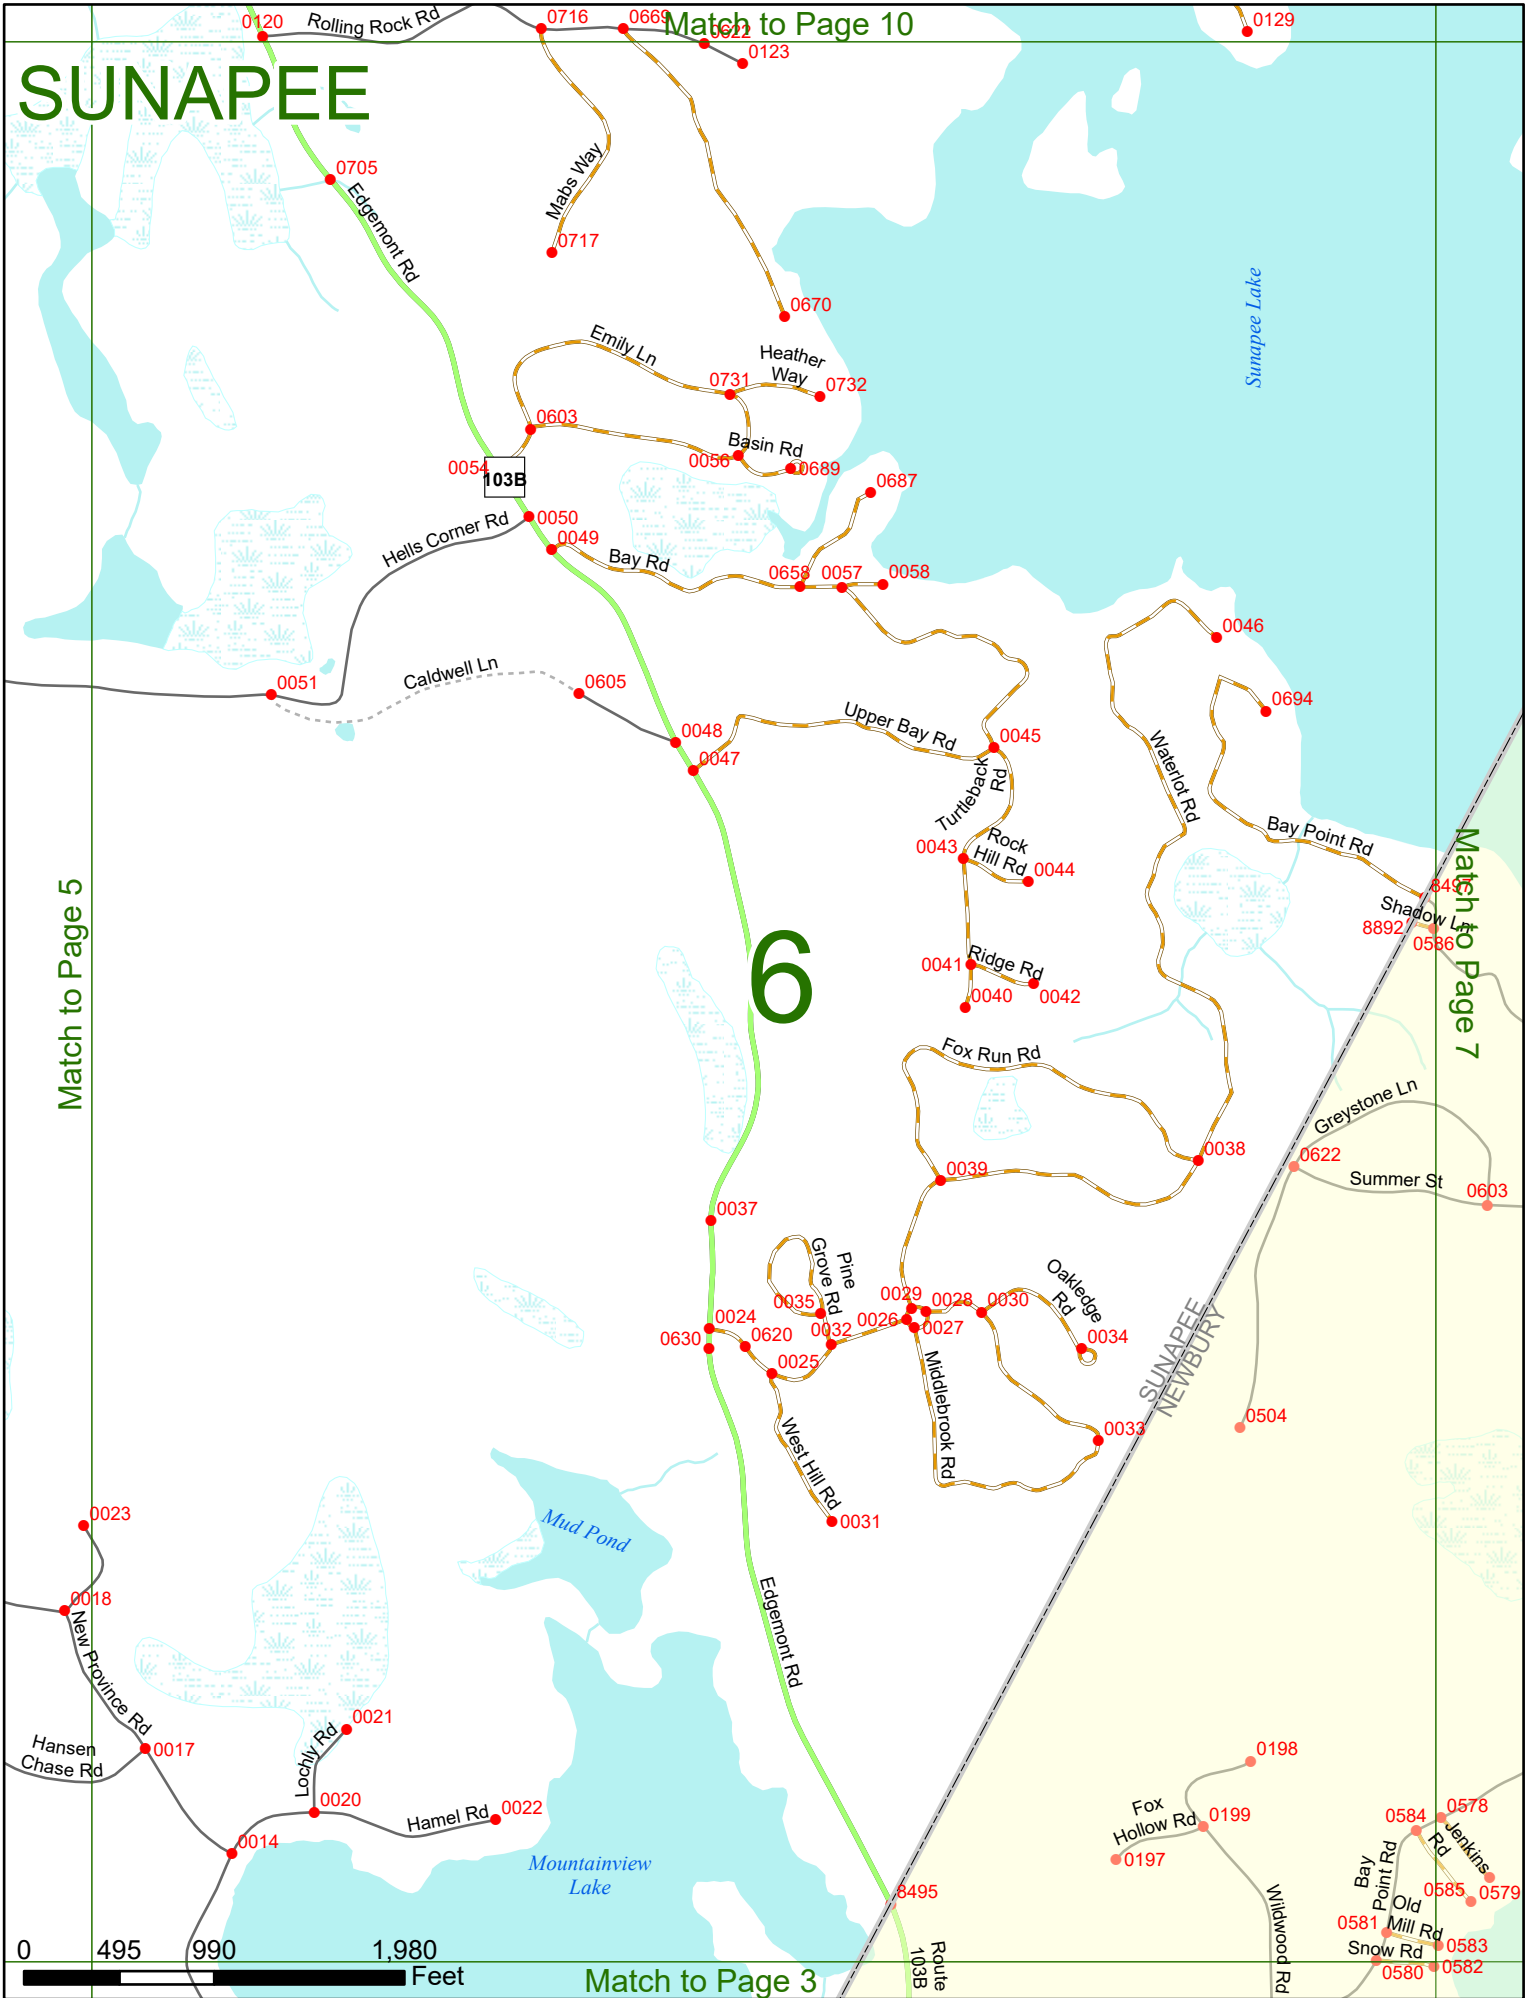 0120
Rolling Rock Rd
0716
0669
Match to Page 10
0622
0123
0129
SUNAPEE
0705
Edgemont Rd
Mabs Way
0717
0670
Sunapee Lake
Emily Ln
Heather
Way
0731
0732
0603
Basin Rd
0054
103B
0056
0689
0687
Hells Corner Rd
0050
0049
Bay Rd
0658
0057
0058
0046
0051
Caldwell Ln
0605
0694
0048
0047
Upper Bay Rd
0045
Turtleback
Rd
Waterlot Rd
Bay Point Rd
0043
Rock
Hill Rd
0044
8497
Shadow Ln
8892
0586
Match to Page 5
Match to Page 7
6
0041
Ridge Rd
0042
0040
Fox Run Rd
Greystone Ln
0038
0622
0039
Summer St
0603
0037
Pine
Grove Rd
Oakledge
Rd
0035
0029
0028
0030
0026
0027
0024
0630
0620
0032
0034
0025
SUNAPEE
NEWBURY
Middlebrook Rd
West Hill Rd
0033
0504
0031
0023
Mud Pond
0018
New Province Rd
Edgemont Rd
0021
Hansen
Chase Rd
0017
Lochly Rd
0198
0020
Hamel Rd
0022
Fox
Hollow Rd
0199
0584
0578
Jenkins
Rd
0014
0197
Mountainview
Lake
Bay
Point Rd
0585
0579
8495
Wildwood Rd
Old
Mill Rd
0581
0583
Snow Rd
0580
0582
Route
103B
0
495
990
1,980
Feet
Match to Page 3